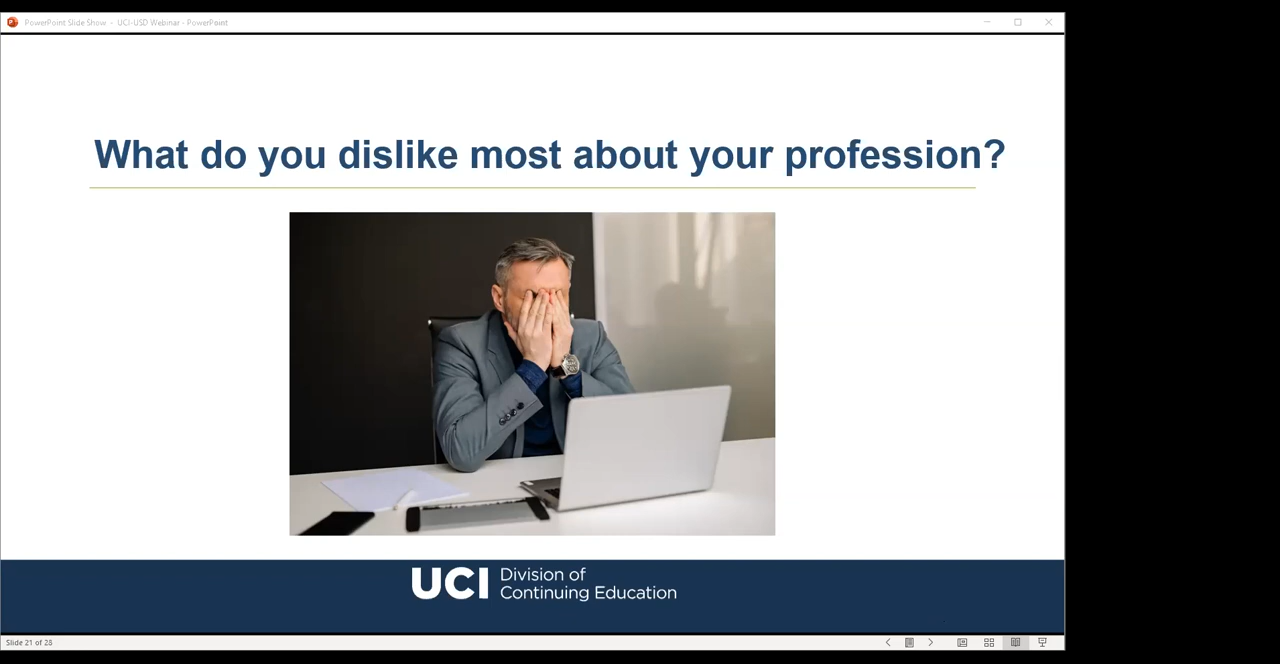 PowerPoint Slide Show - UCI-USD Webinar - PowerPoint
What do you dislike most about your profession?
UCI Division of
Continuing Education
Slide 21 of 28